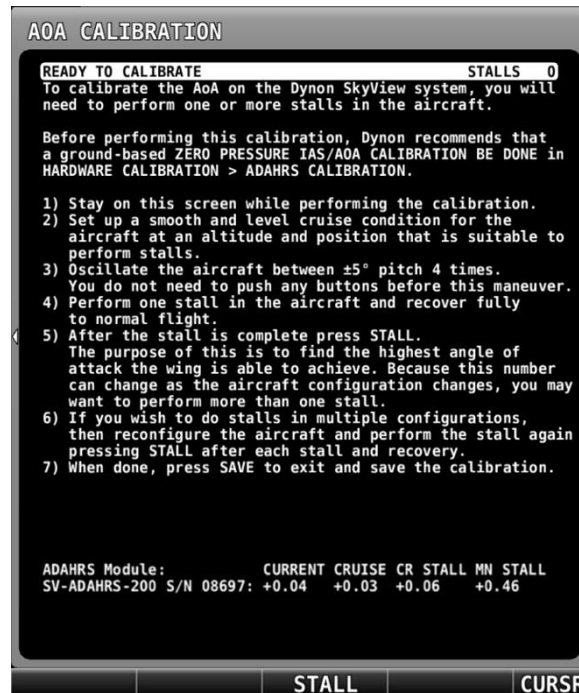 AOA CALIBRATION
READY TO CALIBRATE STALLS 0
To calibrate the AoA on the Dynon SkyView system, you will
need to perform one or more stalls in the aircraft.
Before performing this calibration, Dynon recommends that
a ground-based ZERO PRESSURE IAS/AOA CALIBRATION BE DONE in
HARDWARE CALIBRATION > ADAHRS CALIBRATION.
1) Stay on this screen while performing the calibration.
2) Set up a smooth and level cruise condition for the
aircraft at an altitude and position that is suitable to
perform stalls.
3) Oscillate the aircraft between ±5° pitch 4 times.
You do not need to push any buttons before this maneuver.
4) Perform one stall in the aircraft and recover fully
to normal flight.
5) After the stall is complete press STALL.
The purpose of this is to find the highest angle of
attack the wing is able to achieve. Because this number
can change as the aircraft configuration changes, you may
want to perform more than one stall.
6) If you wish to do stalls in multiple configurations,
then reconfigure the aircraft and perform the stall again
pressing STALL after each stall and recovery.
7) When done, press SAVE to exit and save the calibration.
ADAHRS Module: CURRENT CRUISE CR STALL MN STALL
SV-ADAHRS-200 S/N 08697: +0.04 +0.03 +0.06 +0.46
STALL CURSR